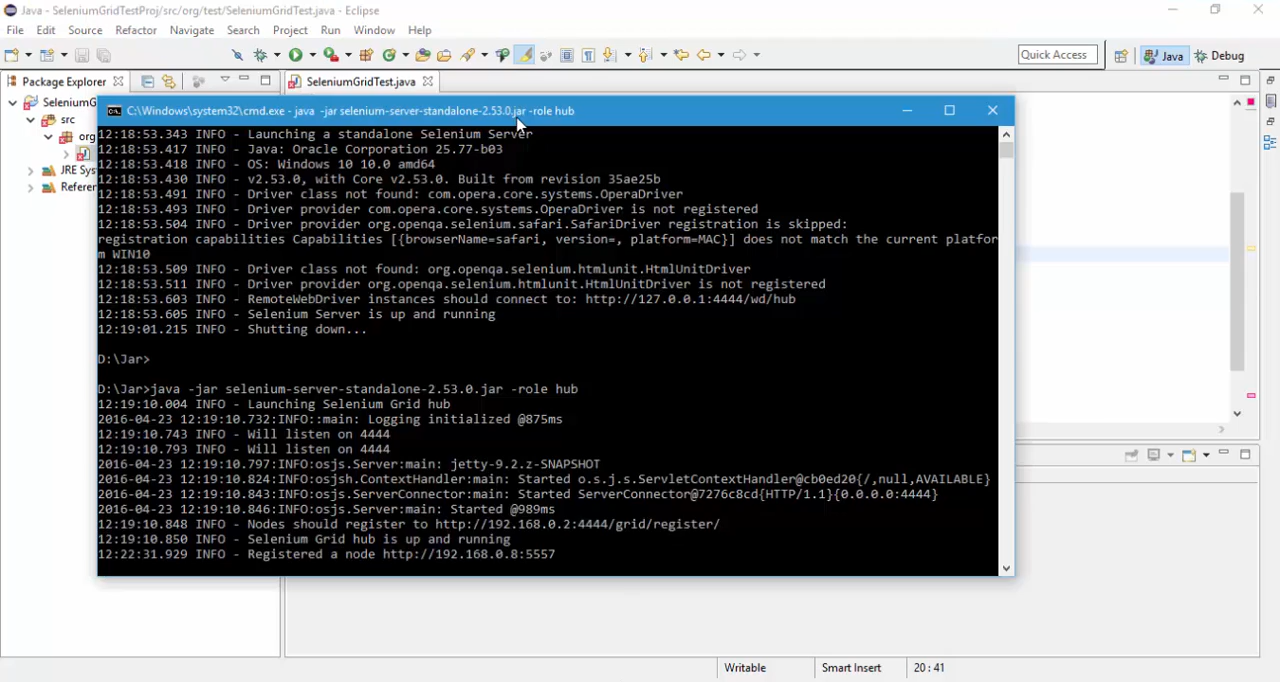 Java - SeleniumGridTestProj/src/org/test/SeleniumGridTest.java - Eclipse
File Edit Source Refactor Navigate Search Project Run Window Help
Quick Access Java Debug
Package Explorer SeleniumGridTest.java
SeleniumG
src
org
JRE Sys
Referen
C:\Windows\system32\cmd.exe - java -jar selenium-server-standalone-2.53.0.jar -role hub
12:18:53.343 INFO - Launching a standalone Selenium Server
12:18:53.417 INFO - Java: Oracle Corporation 25.77-b03
12:18:53.418 INFO - OS: Windows 10 10.0 amd64
12:18:53.430 INFO - v2.53.0, with Core v2.53.0. Built from revision 35ae25b
12:18:53.491 INFO - Driver class not found: com.opera.core.systems.OperaDriver
12:18:53.493 INFO - Driver provider com.opera.core.systems.OperaDriver is not registered
12:18:53.504 INFO - Driver provider org.openqa.selenium.safari.SafariDriver registration is skipped:
registration capabilities Capabilities [{browserName=safari, version=, platform=MAC}] does not match the current platfor
m WIN10
12:18:53.509 INFO - Driver class not found: org.openqa.selenium.htmlunit.HtmlUnitDriver
12:18:53.511 INFO - Driver provider org.openqa.selenium.htmlunit.HtmlUnitDriver is not registered
12:18:53.603 INFO - RemoteWebDriver instances should connect to: http://127.0.0.1:4444/wd/hub
12:18:53.605 INFO - Selenium Server is up and running
12:19:01.215 INFO - Shutting down...
D:\Jar>
D:\Jar>java -jar selenium-server-standalone-2.53.0.jar -role hub
12:19:10.004 INFO - Launching Selenium Grid hub
2016-04-23 12:19:10.732:INFO::main: Logging initialized @875ms
12:19:10.743 INFO - Will listen on 4444
12:19:10.793 INFO - Will listen on 4444
2016-04-23 12:19:10.797:INFO:osjs.Server:main: jetty-9.2.z-SNAPSHOT
2016-04-23 12:19:10.824:INFO:osjsh.ContextHandler:main: Started o.s.j.s.ServletContextHandler@cb0ed20{/,null,AVAILABLE}
2016-04-23 12:19:10.843:INFO:osjs.ServerConnector:main: Started ServerConnector@7276c8cd{HTTP/1.1}{0.0.0.0:4444}
2016-04-23 12:19:10.846:INFO:osjs.Server:main: Started @989ms
12:19:10.848 INFO - Nodes should register to http://192.168.0.2:4444/grid/register/
12:19:10.850 INFO - Selenium Grid hub is up and running
12:22:31.929 INFO - Registered a node http://192.168.0.8:5557
Writable Smart Insert 20 : 41